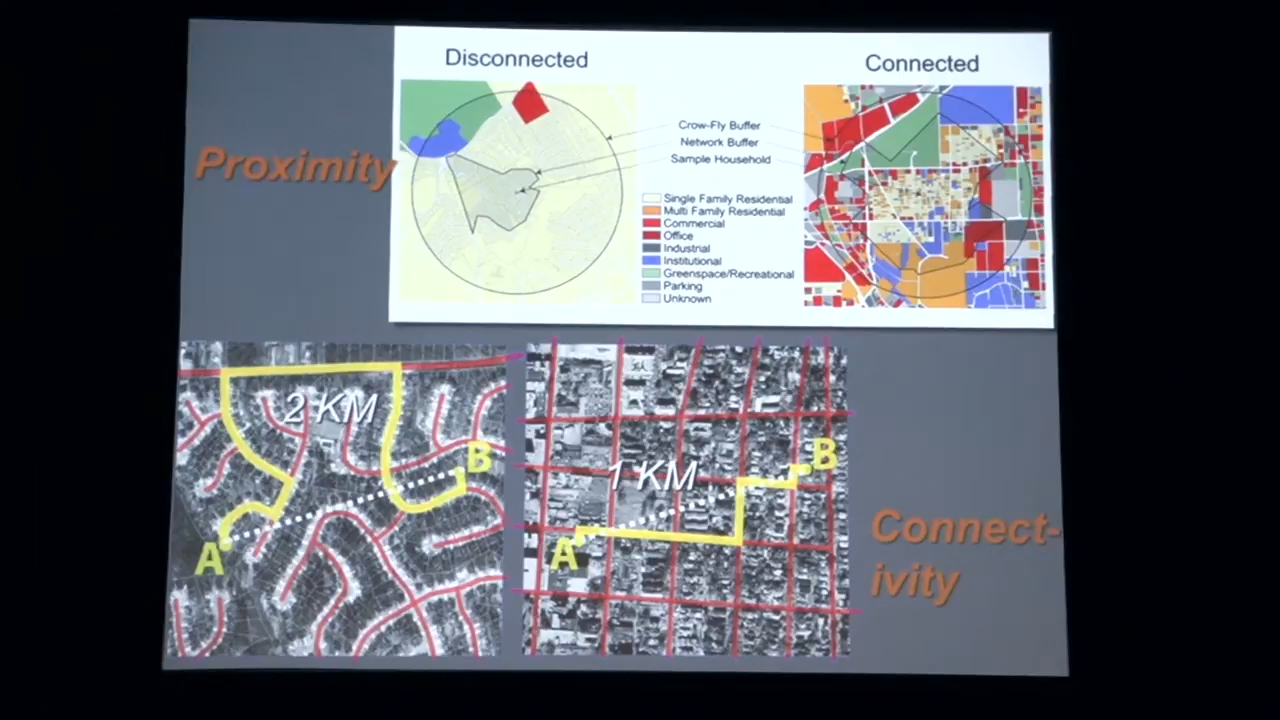 Disconnected
Connected
Proximity
Crow-Fly Buffer
Network Buffer
Sample Household
Single Family Residential
Multi Family Residential
Commercial
Office
Industrial
Institutional
Greenspace/Recreational
Parking
Unknown
2 KM
A
B
1 KM
A
B
Connect-
ivity